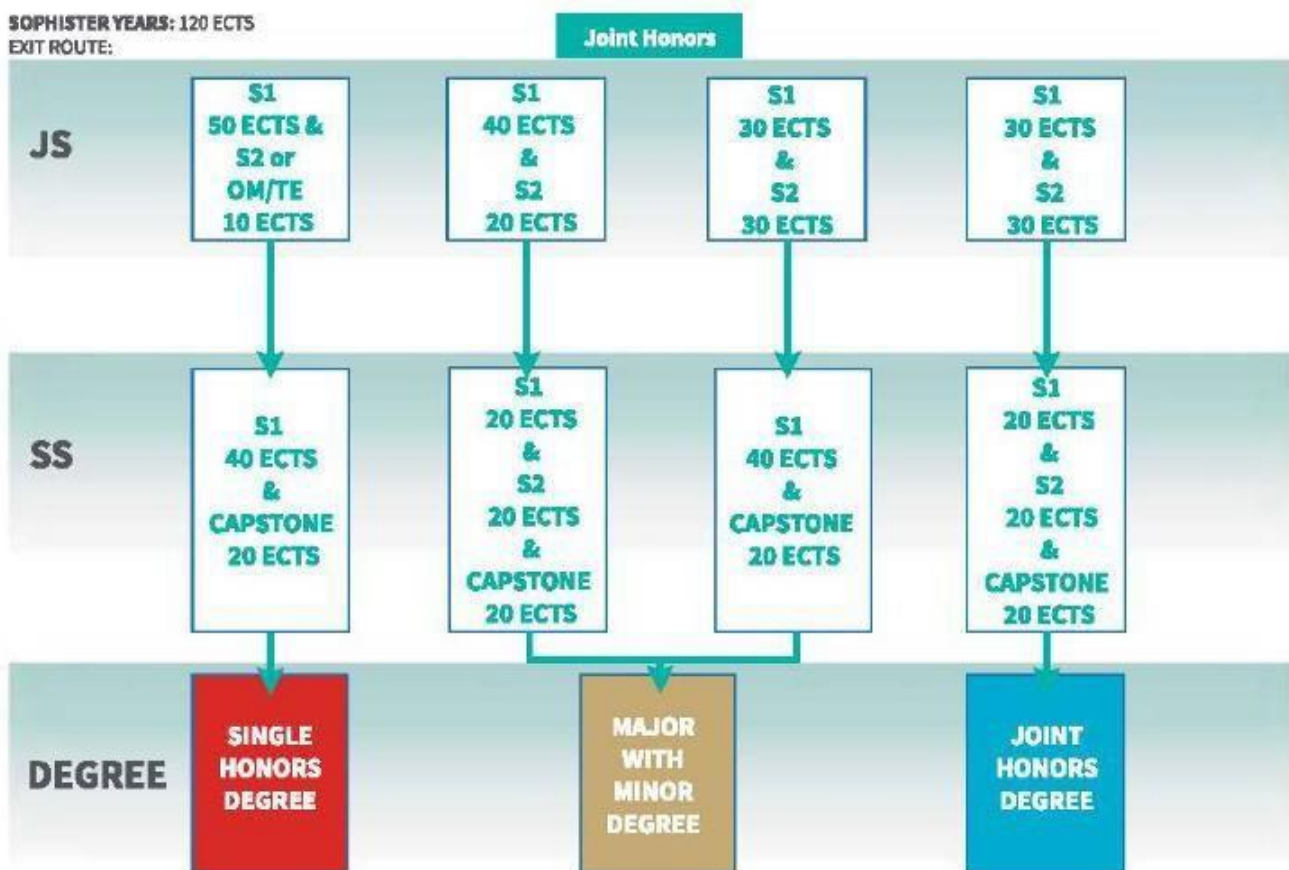 SOPHISTER YEARS: 120 ECTS
EXIT ROUTE:
Joint Honors
JS
S1
50 ECTS &
S2 or
OM/TE
10 ECTS
S1
40 ECTS
&
S2
20 ECTS
S1
30 ECTS
&
S2
30 ECTS
S1
30 ECTS
&
S2
30 ECTS
SS
S1
40 ECTS
&
CAPSTONE
20 ECTS
S1
20 ECTS
&
S2
20 ECTS
&
CAPSTONE
20 ECTS
S1
40 ECTS
&
CAPSTONE
20 ECTS
S1
20 ECTS
&
S2
20 ECTS
&
CAPSTONE
20 ECTS
DEGREE
SINGLE
HONORS
DEGREE
MAJOR
WITH
MINOR
DEGREE
JOINT
HONORS
DEGREE